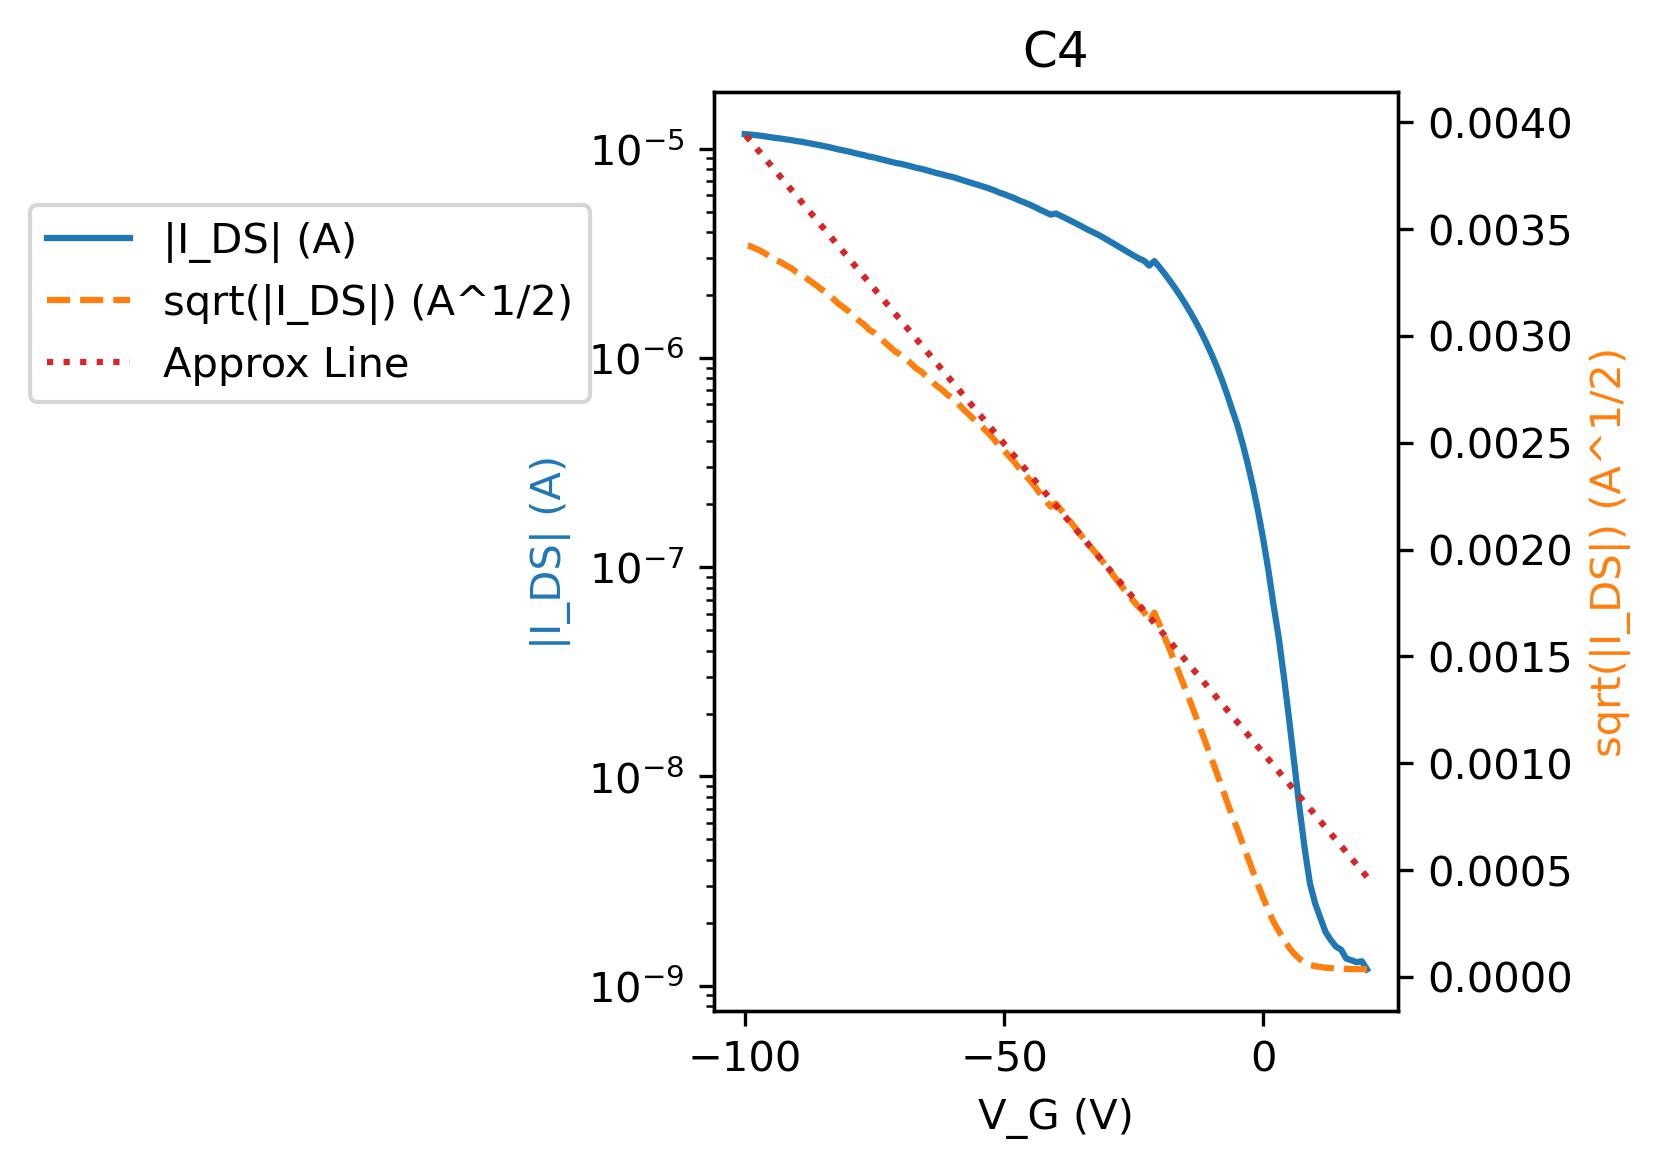 C4
|I_DS| (A)
sqrt(|I_DS|) (A^1/2)
Approx Line
|I_DS| (A)
10⁻⁵
10⁻⁶
10⁻⁷
10⁻⁸
10⁻⁹
0.0040
0.0035
0.0030
0.0025
0.0020
0.0015
0.0010
0.0005
0.0000
sqrt(|I_DS|) (A^1/2)
−100 −50 0
V_G (V)